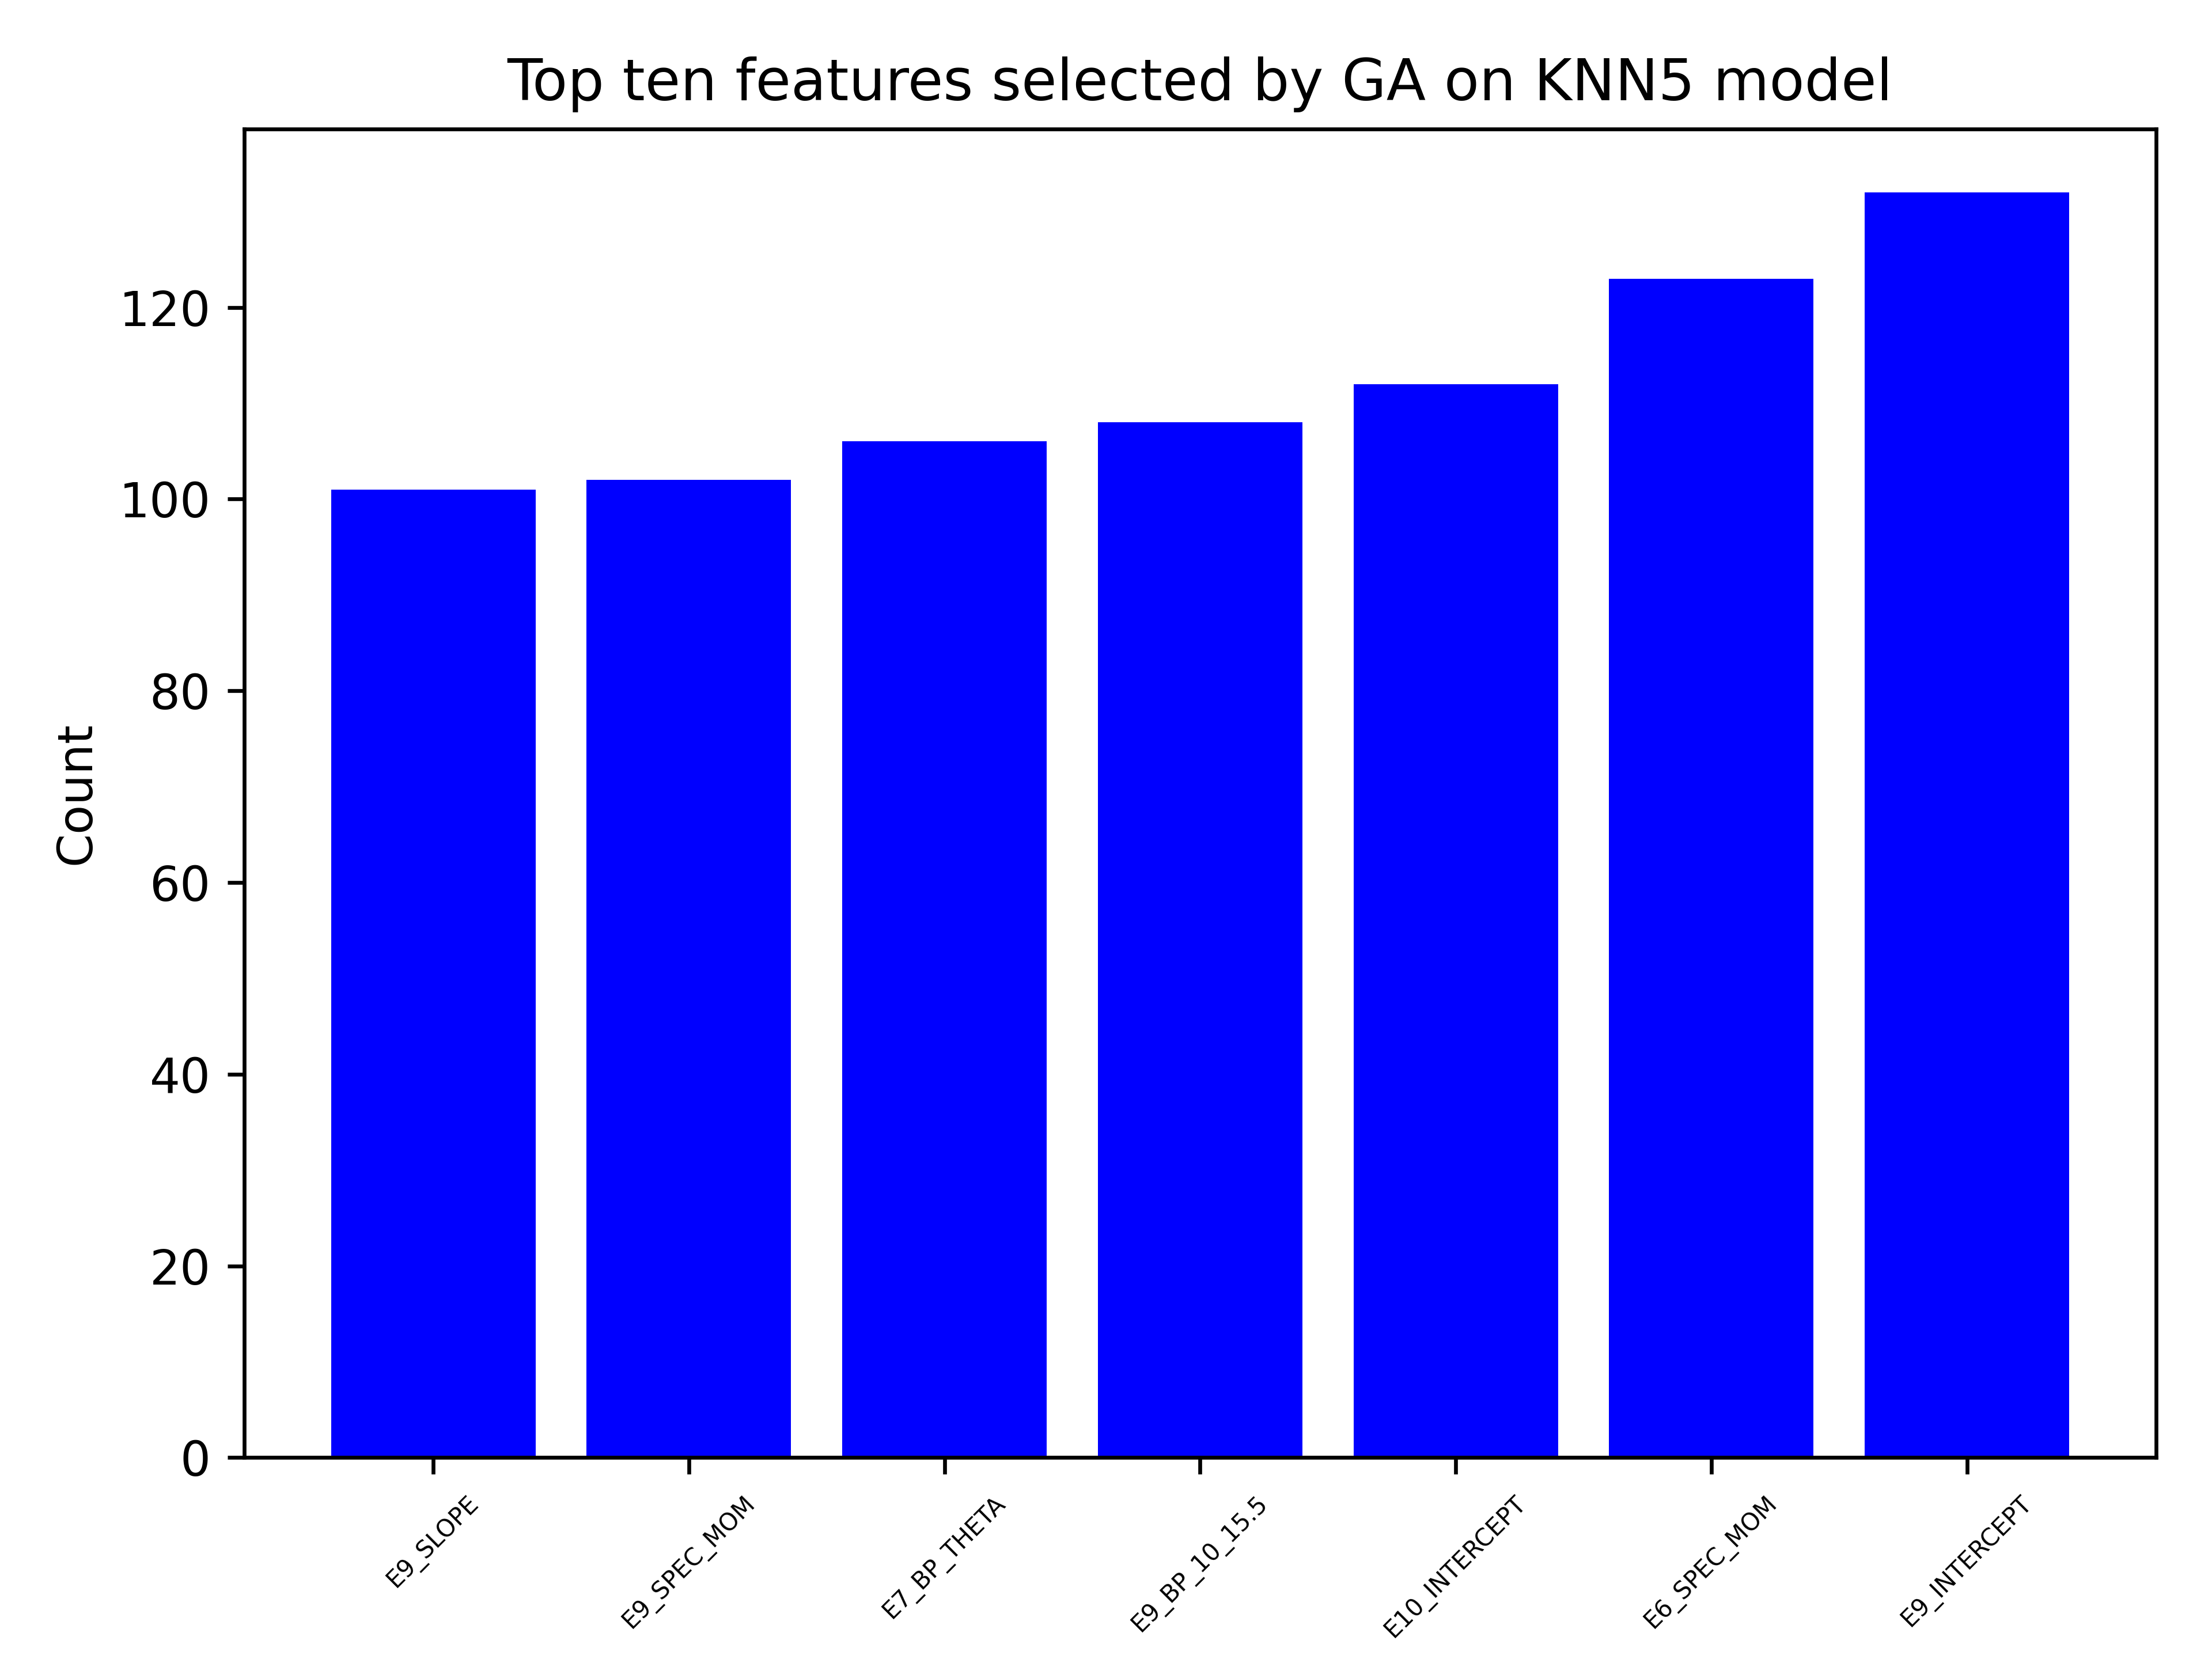 Top ten features selected by GA on KNN5 model
Count
120
100
80
60
40
20
0
E9_SLOPE
E9_SPEC_MOM
E7_BP_THETA
E9_BP_10_15.5
E10_INTERCEPT
E6_SPEC_MOM
E9_INTERCEPT